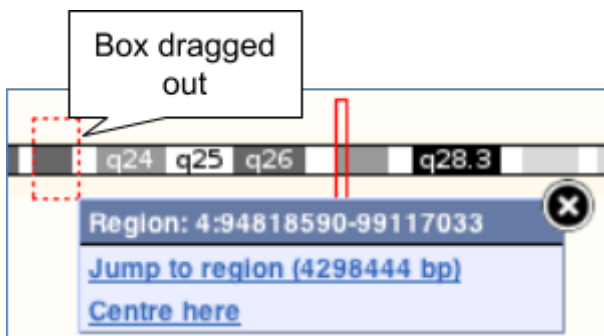 Box dragged
out
q24 q25 q26 q28.3
Region: 4:94818590-99117033
Jump to region (4298444 bp)
Centre here